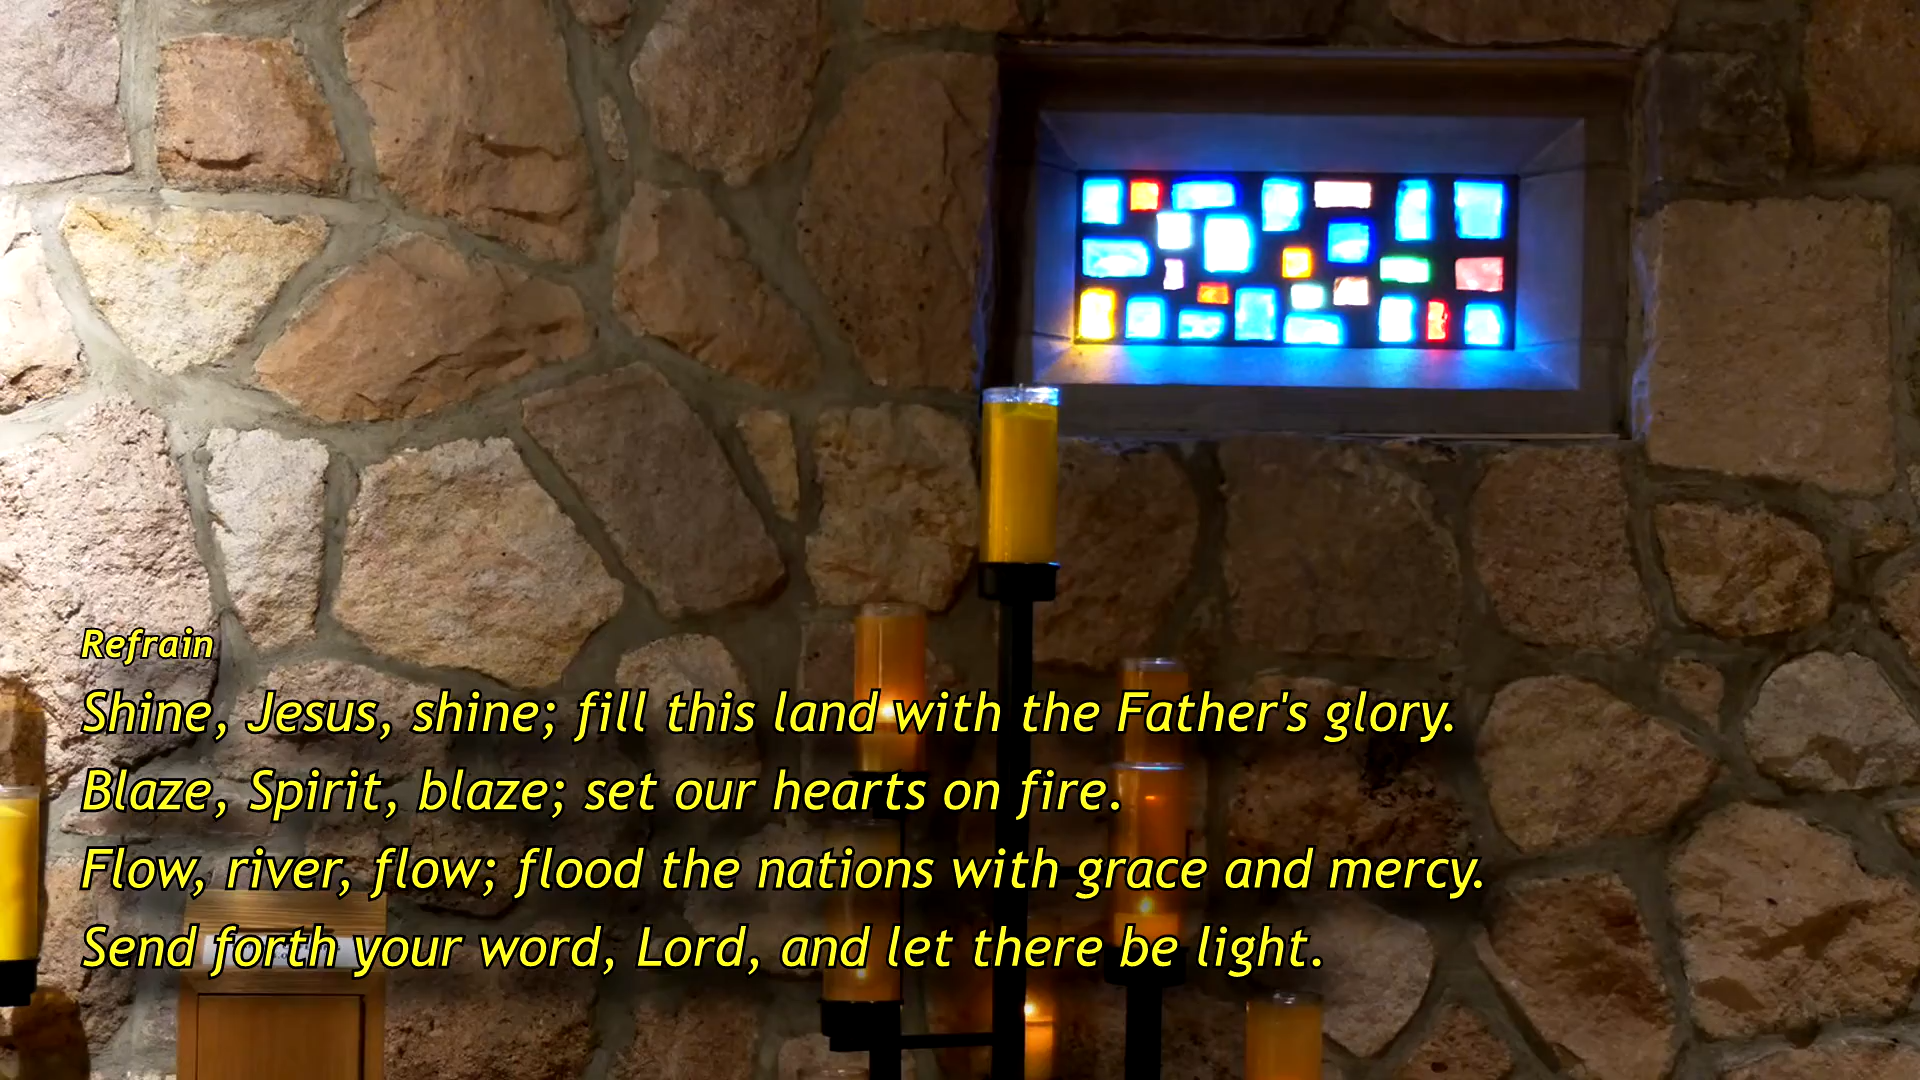 Refrain
Shine, Jesus, shine; fill this land with the Father's glory.
Blaze, Spirit, blaze; set our hearts on fire.
Flow, river, flow; flood the nations with grace and mercy.
Send forth your word, Lord, and let there be light.